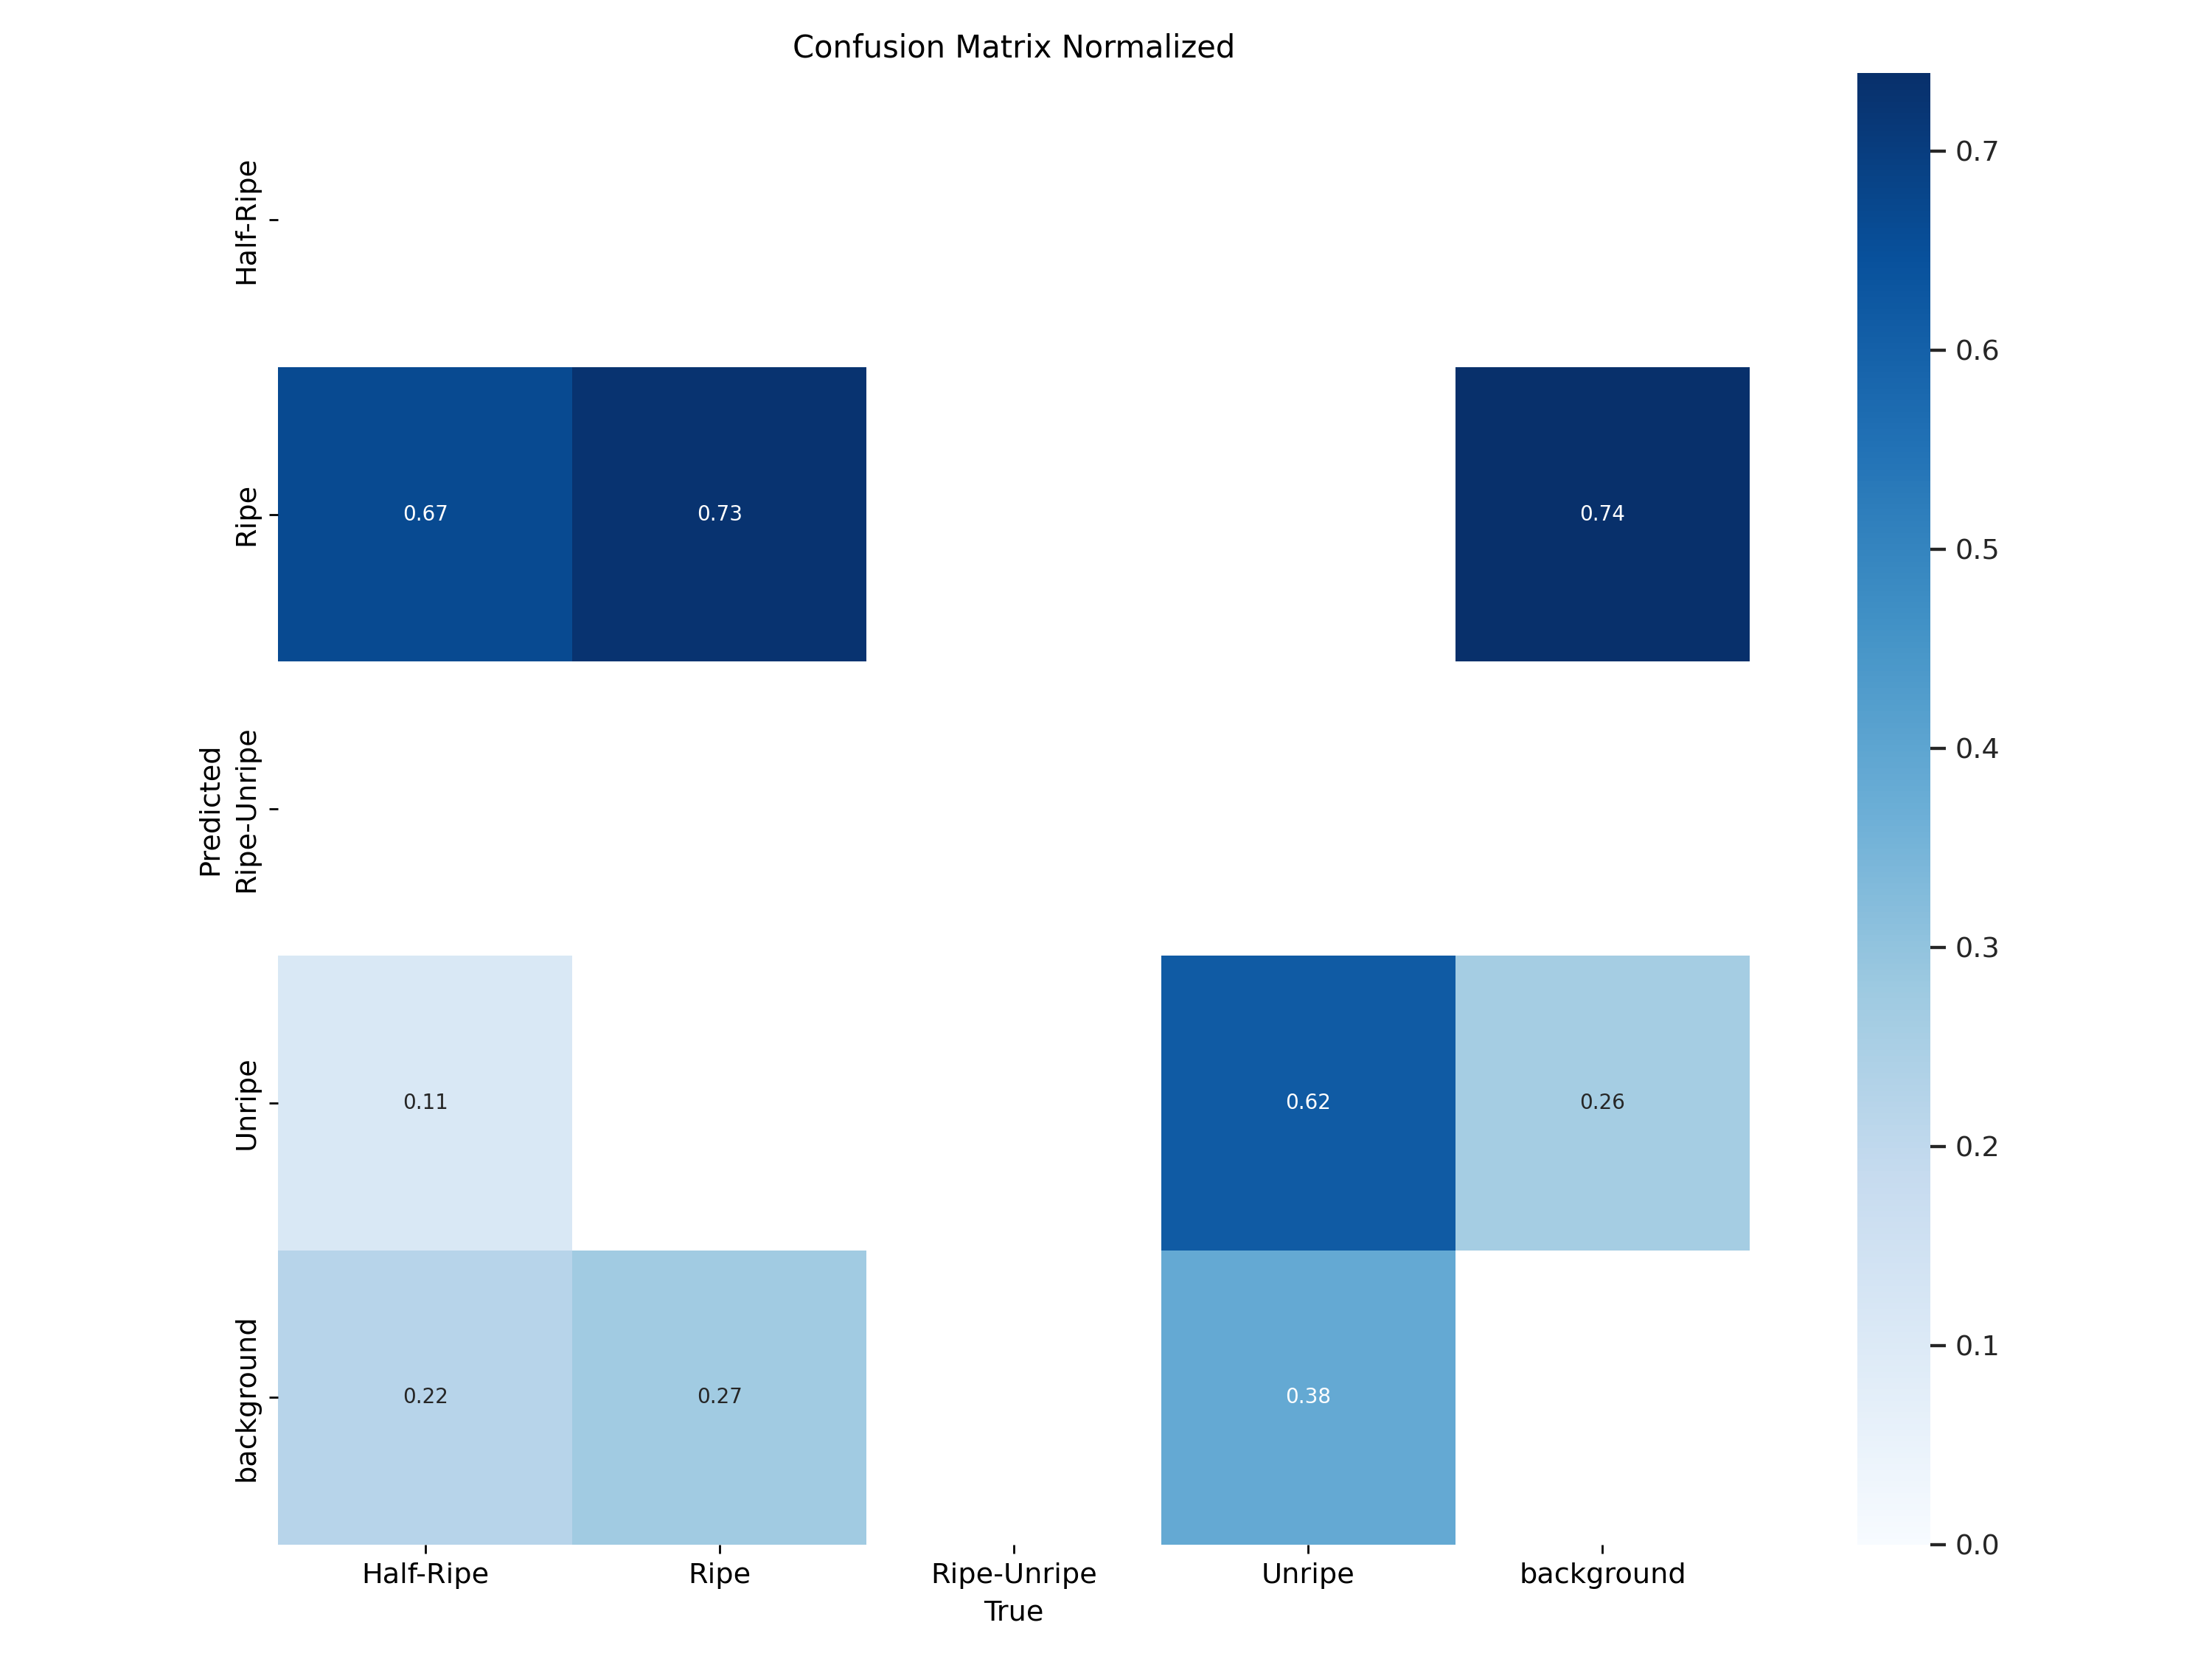 Confusion Matrix Normalized
Half-Ripe
Ripe
Ripe-Unripe
Unripe
background
Predicted
0.67 0.73 0.74
0.11 0.62 0.26
0.22 0.27 0.38
Half-Ripe Ripe Ripe-Unripe Unripe background
True
0.7
0.6
0.5
0.4
0.3
0.2
0.1
0.0